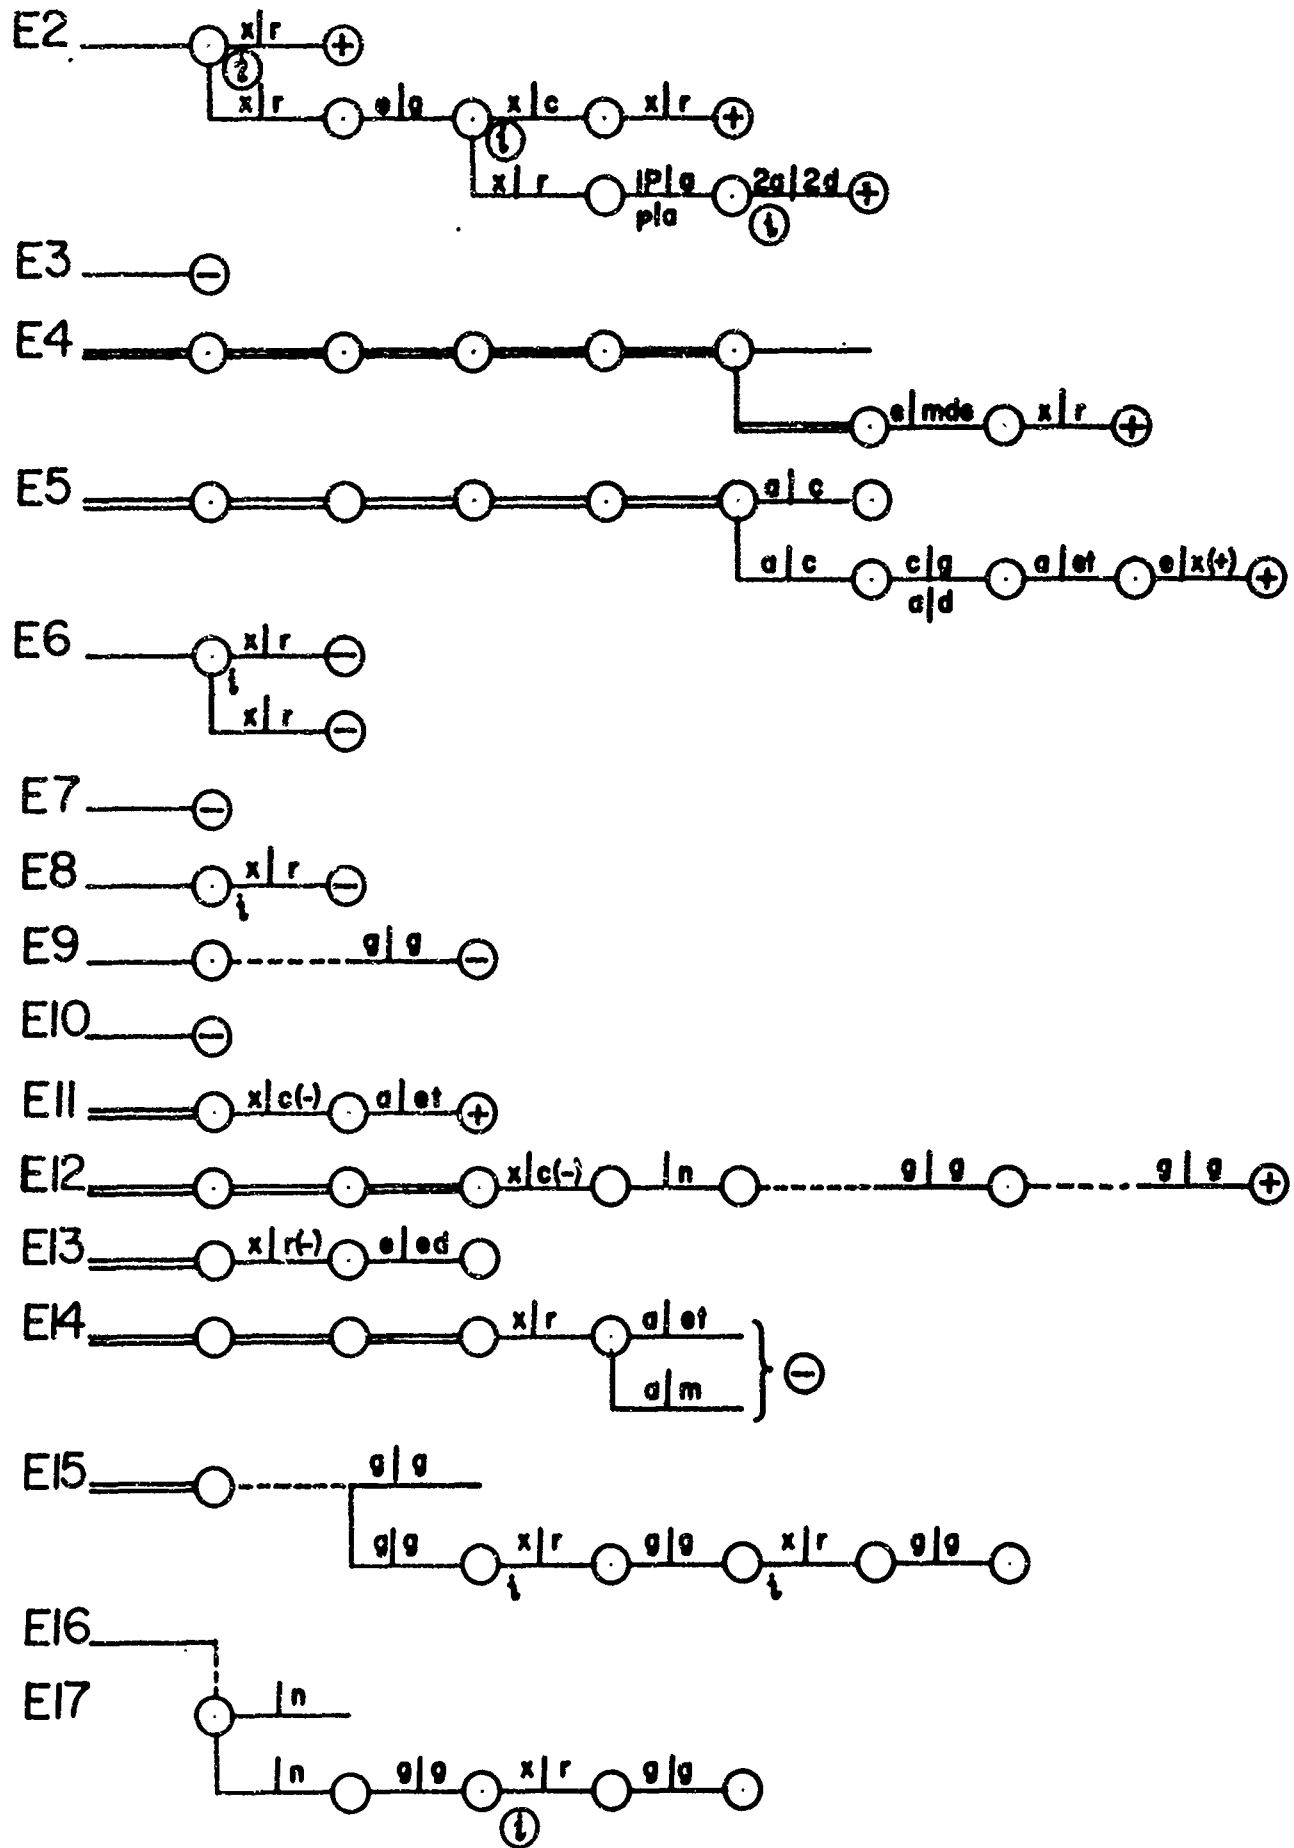 E2 x|r +
i
x|r e|g x|c x|r +
i
x|r 1P|g 2a|2d +
p|a i
E3 −
E4
e|mde x|r +
E5 a|c
a|c c|g a|et e|x(+) +
a|d
E6 x|r −
i
x|r −
E7 −
E8 x|r −
i
E9 g|g −
E10 −
E11 x|c(-) a|et +
E12 x|c(-) |n g|g g|g +
E13 x|r(-) e|ed
E14 x|r a|et
} −
a|m
E15 g|g
g|g x|r g|g x|r g|g
i i
E16
E17 |n
|n g|g x|r g|g
i